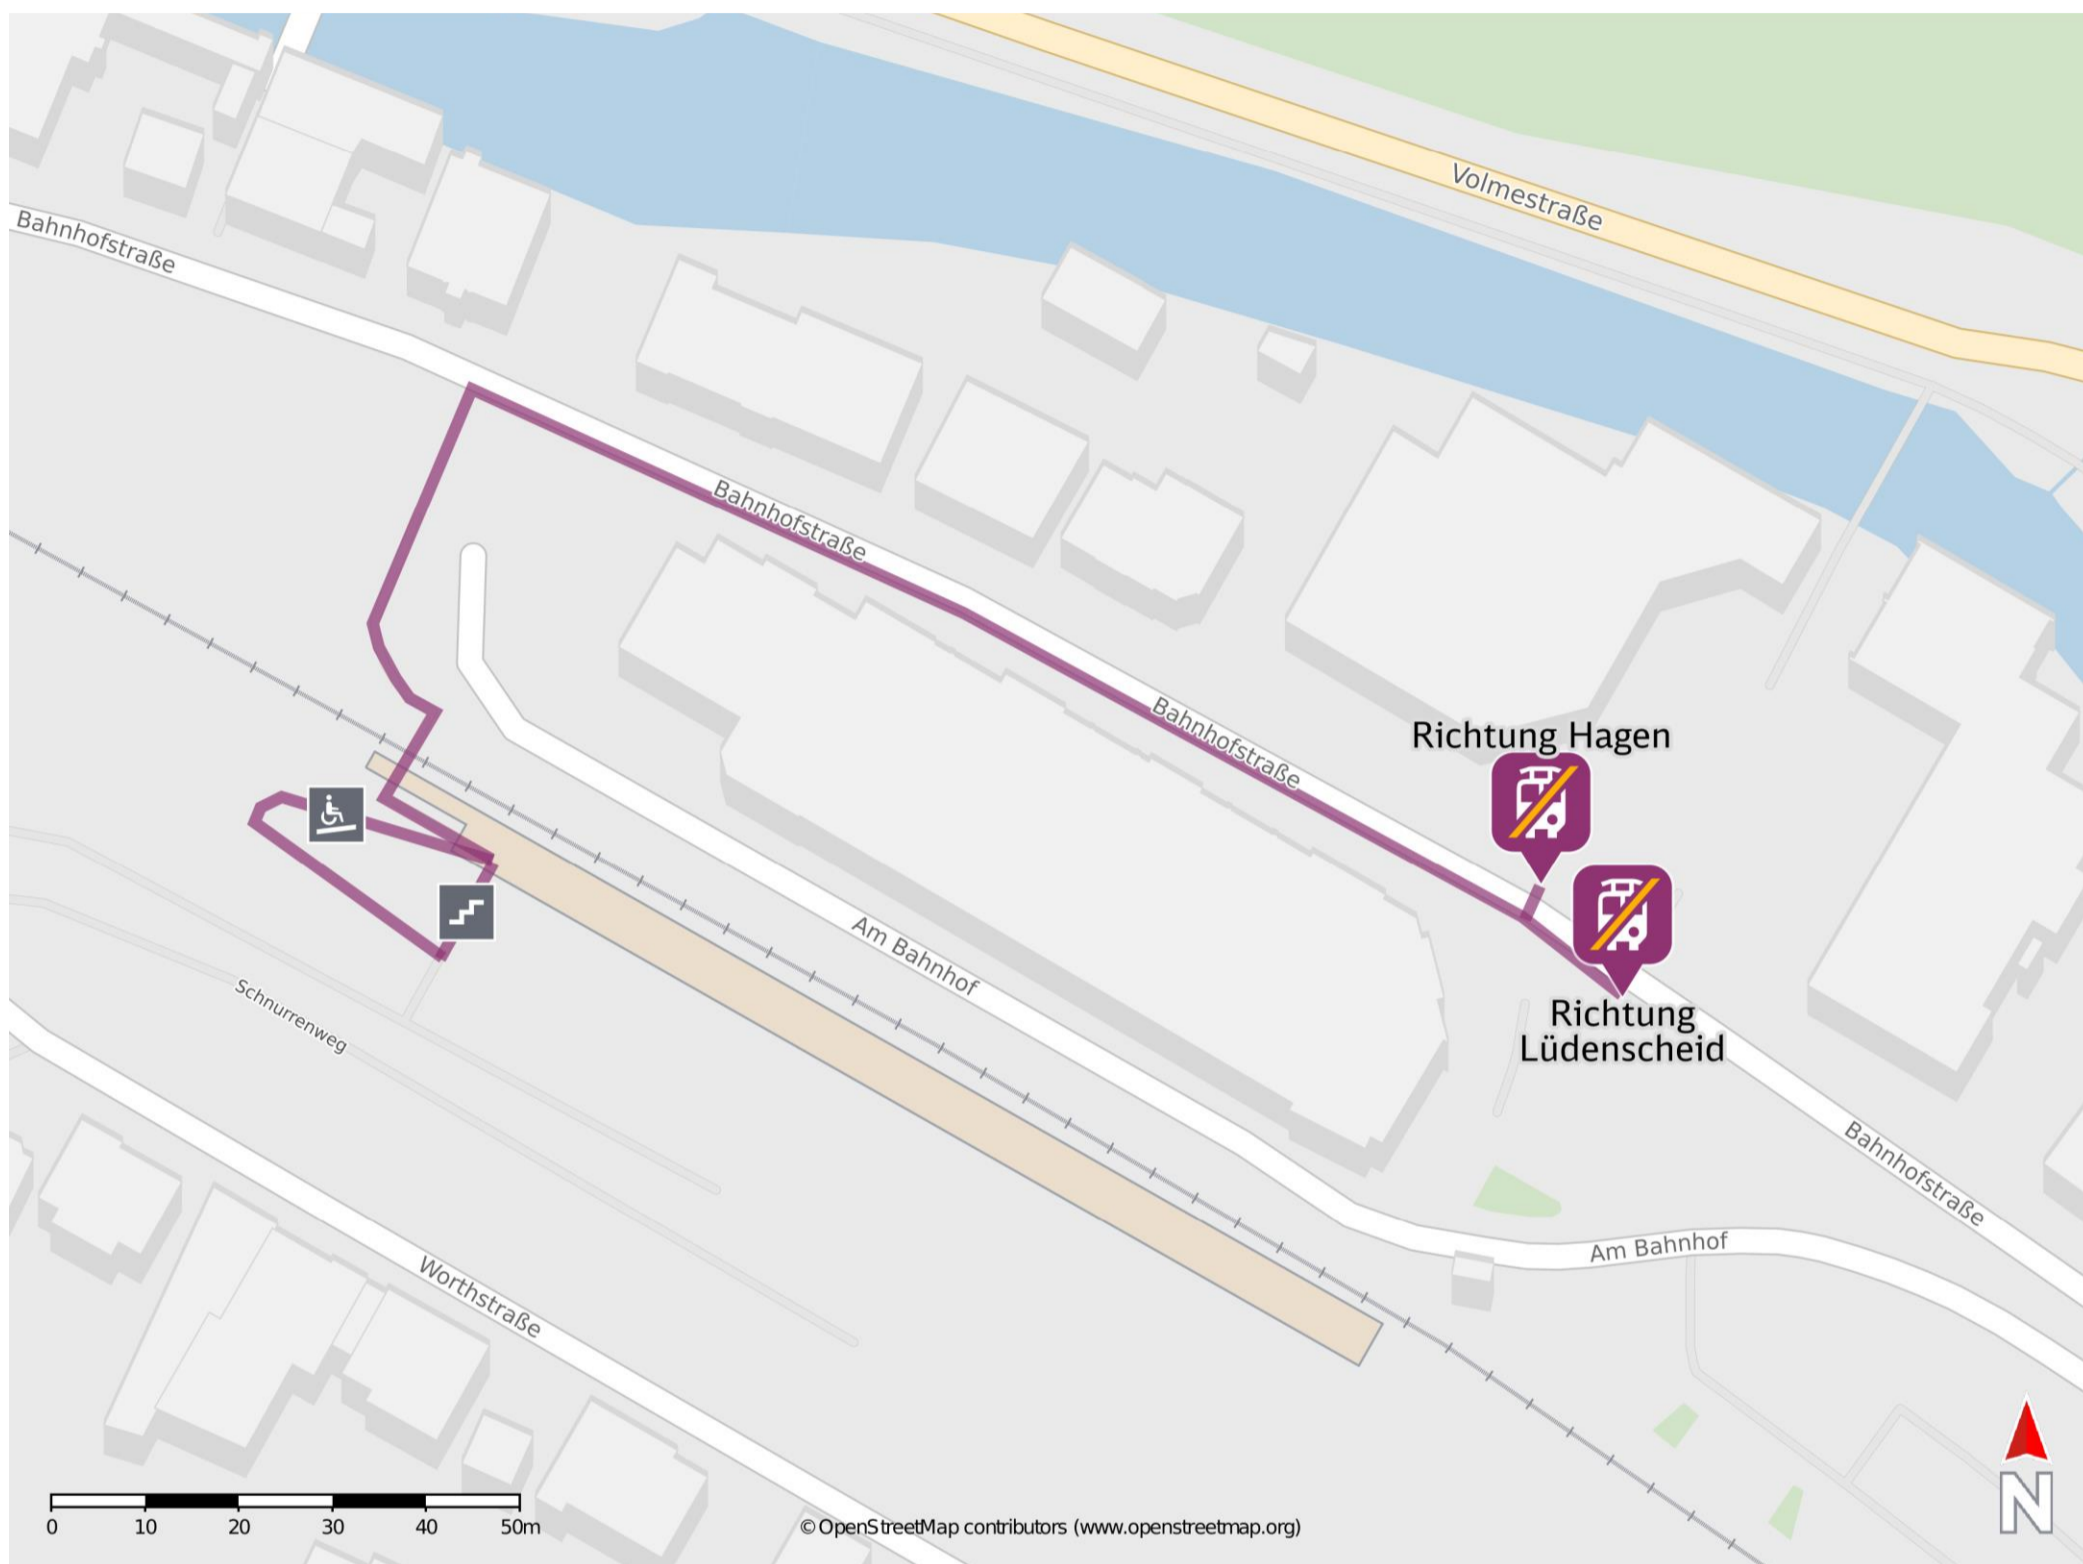 Volmestraße
Bahnhofstraße
Bahnhofstraße
Bahnhofstraße
Richtung Hagen
Richtung
Lüdenscheid
Am Bahnhof
Schnurrenweg
Bahnhofstraße
Am Bahnhof
Worthstraße
N
0 10 20 30 40 50m
© OpenStreetMap contributors (www.openstreetmap.org)